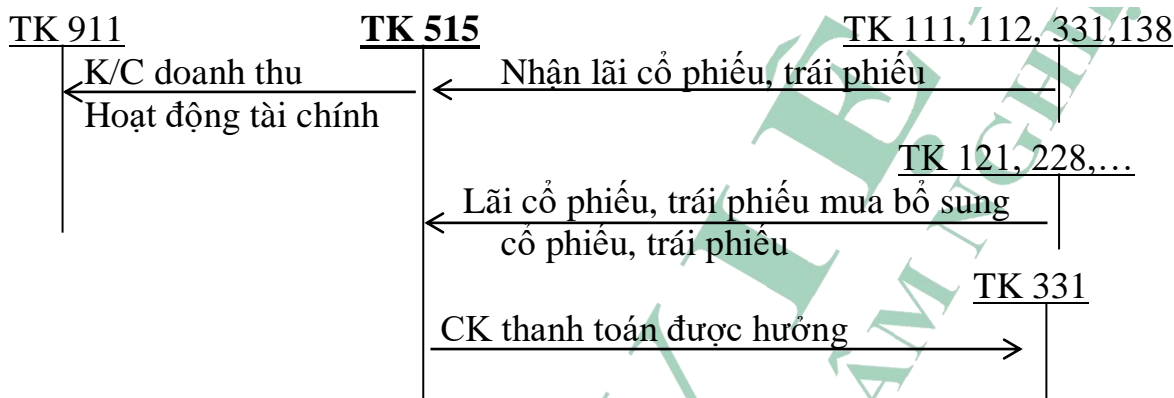 TK 911 TK 515 TK 111, 112, 331,138
K/C doanh thu Nhận lãi cổ phiếu, trái phiếu
Hoạt động tài chính
TK 121, 228,…
Lãi cổ phiếu, trái phiếu mua bổ sung
cổ phiếu, trái phiếu
TK 331
CK thanh toán được hưởng